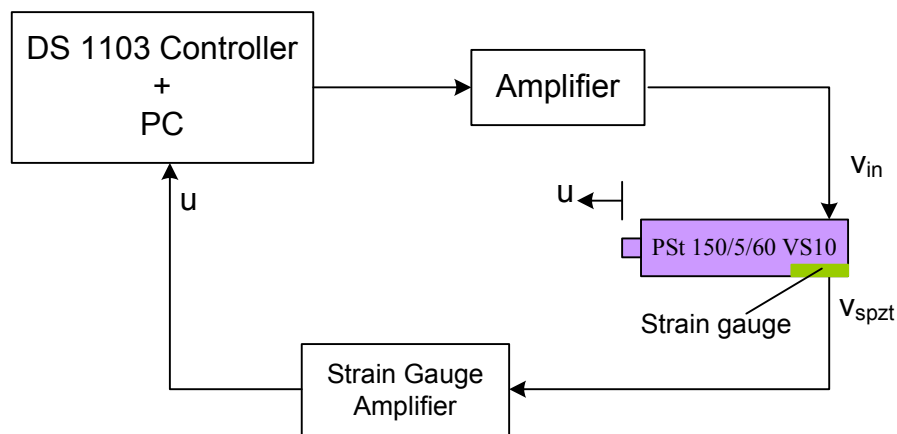 DS 1103 Controller
+
PC
Amplifier
v_in
u
u
PSt 150/5/60 VS10
Strain gauge
v_spzt
Strain Gauge
Amplifier